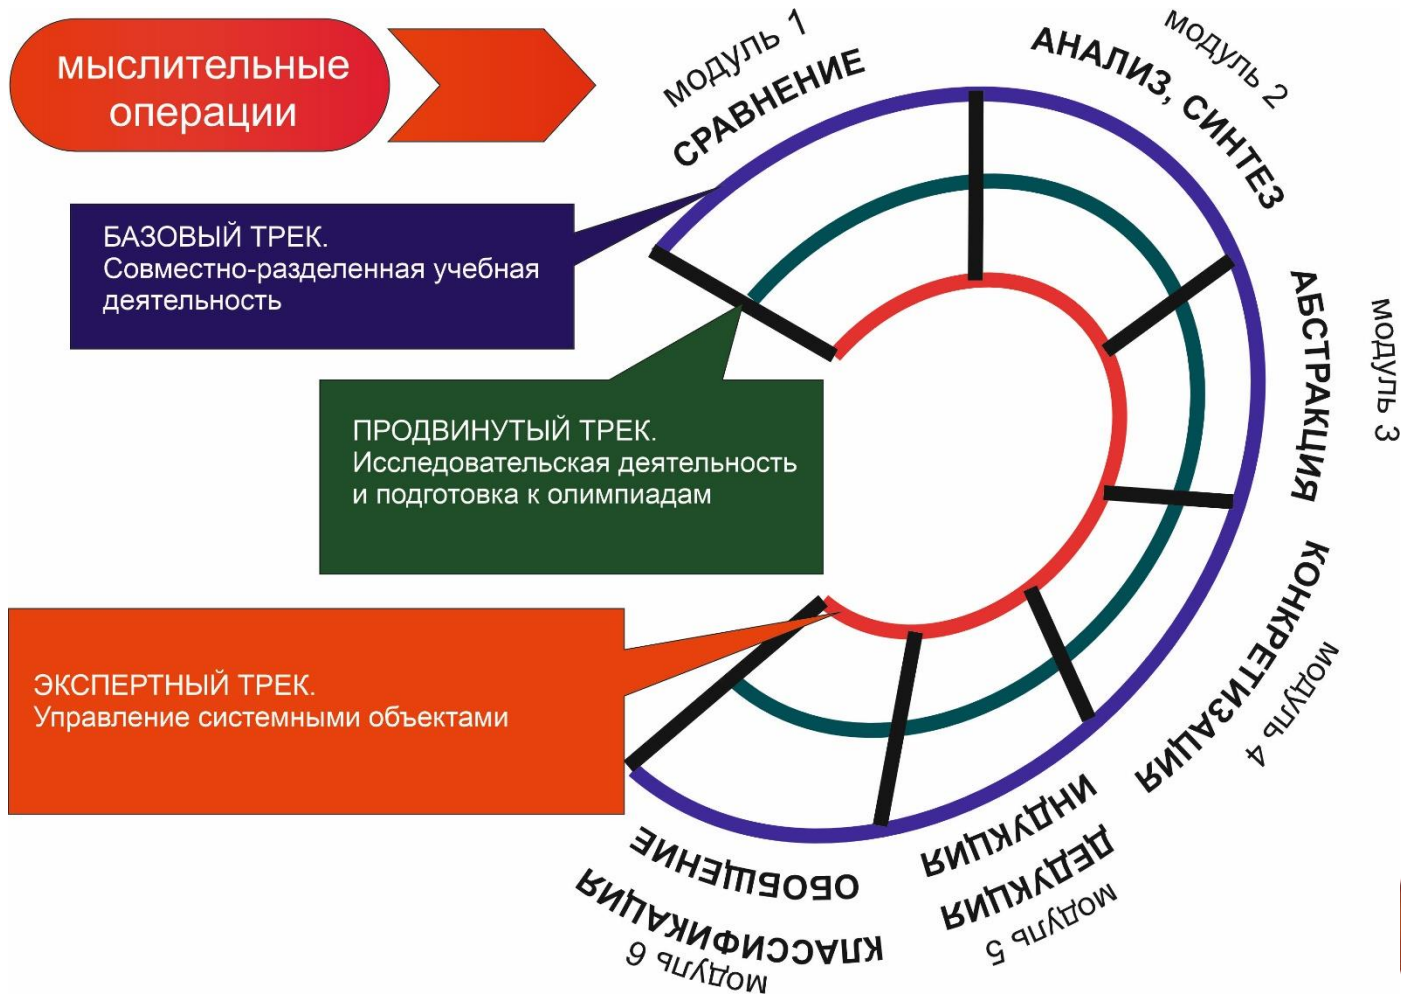 мыслительные
операции
модуль 1
СРАВНЕНИЕ
модуль 2
АНАЛИЗ, СИНТЕЗ
БАЗОВЫЙ ТРЕК.
Совместно-разделенная учебная
деятельность
АБСТРАКЦИЯ
модуль 3
ПРОДВИНУТЫЙ ТРЕК.
Исследовательская деятельность
и подготовка к олимпиадам
КОНКРЕТИЗАЦИЯ
модуль 4
ЭКСПЕРТНЫЙ ТРЕК.
Управление системными объектами
ИНДУКЦИЯ
ДЕДУКЦИЯ
модуль 5
ОБОБЩЕНИЕ
КЛАССИФИКАЦИЯ
модуль 6